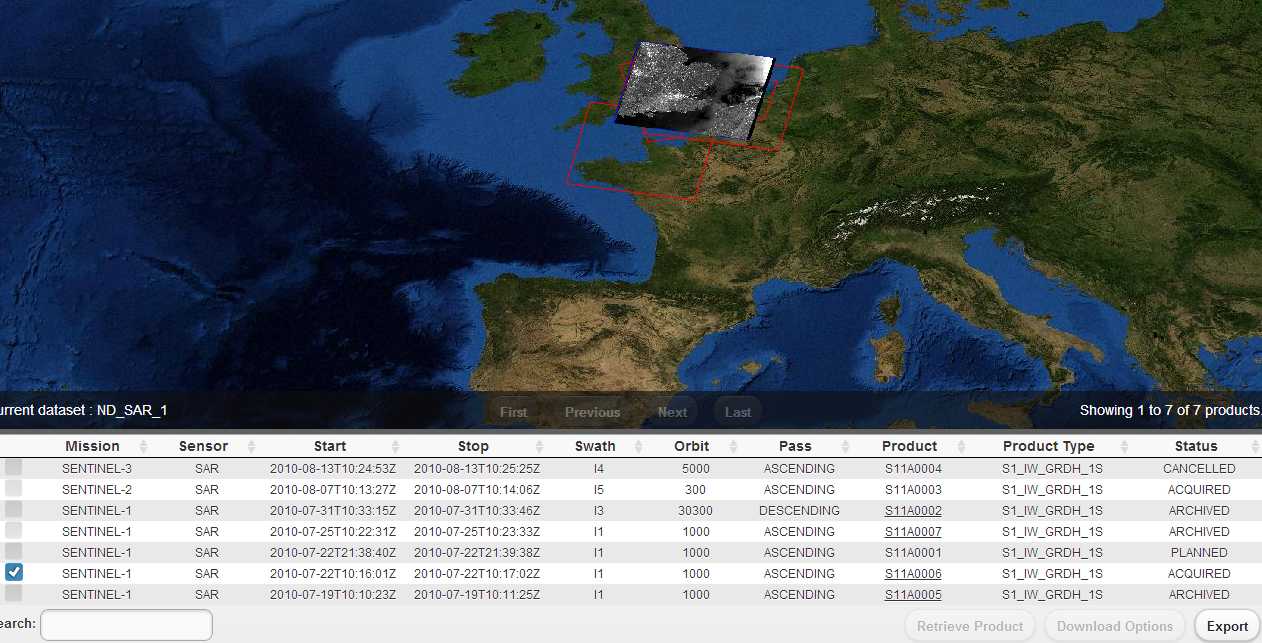 urrent dataset : ND_SAR_1 First Previous Next Last Showing 1 to 7 of 7 products.
Mission Sensor Start Stop Swath Orbit Pass Product Product Type Status
SENTINEL-3 SAR 2010-08-13T10:24:53Z 2010-08-13T10:25:25Z I4 5000 ASCENDING S11A0004 S1_IW_GRDH_1S CANCELLED
SENTINEL-2 SAR 2010-08-07T10:13:27Z 2010-08-07T10:14:06Z I5 300 ASCENDING S11A0003 S1_IW_GRDH_1S ACQUIRED
SENTINEL-1 SAR 2010-07-31T10:33:15Z 2010-07-31T10:33:46Z I3 30300 DESCENDING S11A0002 S1_IW_GRDH_1S ARCHIVED
SENTINEL-1 SAR 2010-07-25T10:22:31Z 2010-07-25T10:23:33Z I1 1000 ASCENDING S11A0007 S1_IW_GRDH_1S ARCHIVED
SENTINEL-1 SAR 2010-07-22T21:38:40Z 2010-07-22T21:39:38Z I1 1000 ASCENDING S11A0001 S1_IW_GRDH_1S PLANNED
SENTINEL-1 SAR 2010-07-22T10:16:01Z 2010-07-22T10:17:02Z I1 1000 ASCENDING S11A0006 S1_IW_GRDH_1S ACQUIRED
SENTINEL-1 SAR 2010-07-19T10:10:23Z 2010-07-19T10:11:25Z I1 1000 ASCENDING S11A0005 S1_IW_GRDH_1S ARCHIVED
earch: Retrieve Product Download Options Export